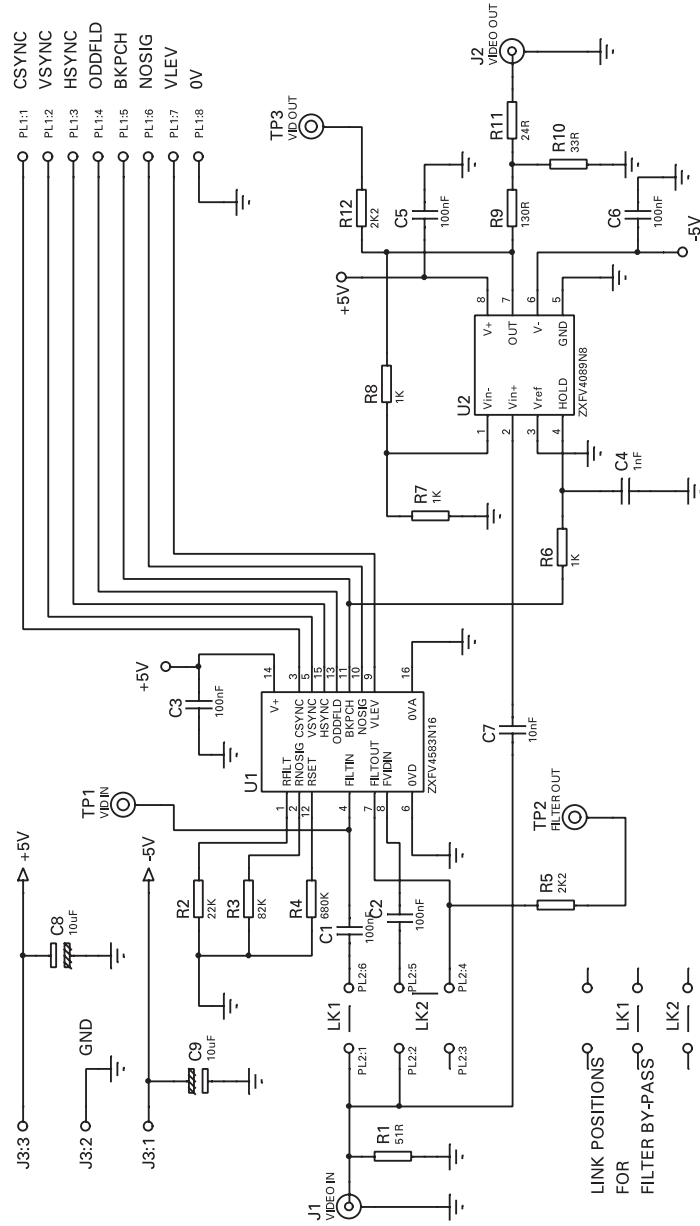 J3:3
+5V
C8
10uF
J3:2
GND
J3:1
-5V
C9
10uF
CSYNC
PL1:1
VSYNC
PL1:2
HSYNC
PL1:3
ODDFLD
PL1:4
BKPCH
PL1:5
NOSIG
PL1:6
VLEV
PL1:7
0V
PL1:8
TP1
VID IN
+5V
C3
100nF
R2
22K
R3
82K
R4
680K
C1
100nF
C2
100nF
U1
ZXFV4583N16
1
RFILT
2
RNOSIG
12
RSET
4
FILTIN
7
FILTOUT
8
FVIDIN
6
0VD
V+
14
CSYNC
3
VSYNC
5
HSYNC
15
ODDFLD
13
BKPCH
11
NOSIG
10
VLEV
9
0VA
16
J1
VIDEO IN
R1
51R
LK1
PL2:1
PL2:6
PL2:2
PL2:5
LK2
PL2:3
PL2:4
R5
2K2
TP2
FILTER OUT
C7
10nF
R6
1K
C4
1nF
R7
1K
R8
1K
U2
ZXFV4089N8
1
Vin-
2
Vin+
3
Vref
4
HOLD
V+
8
OUT
7
V-
6
GND
5
+5V
C5
100nF
R12
2K2
TP3
VID OUT
R9
130R
R11
24R
R10
33R
J2
VIDEO OUT
C6
100nF
-5V
LINK POSITIONS
FOR
FILTER BY-PASS
LK1
LK2